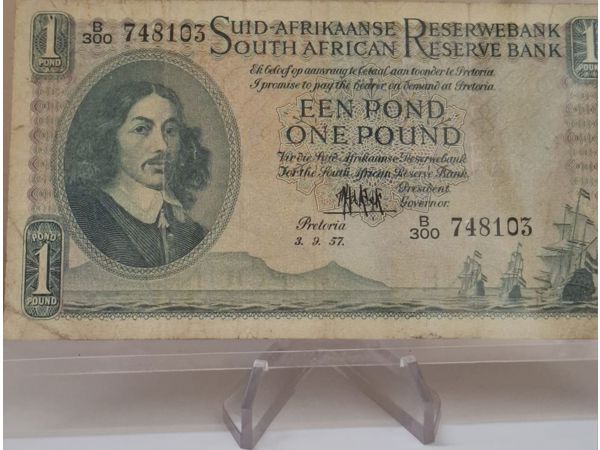 1 POND
B/300 748103
SUID-AFRIKAANSE RESERWEBANK
SOUTH AFRICAN RESERVE BANK
1
Ek beloof op aanvraag te betaal aan toonder te Pretoria.
I promise to pay the bearer on demand at Pretoria.
EEN POND
ONE POUND
Vir die Suid-Afrikaanse Reserwebank
For the South African Reserve Bank.
President.
Governor.
Pretoria
3. 9. 57.
B/300 748103
POND
1
POUND